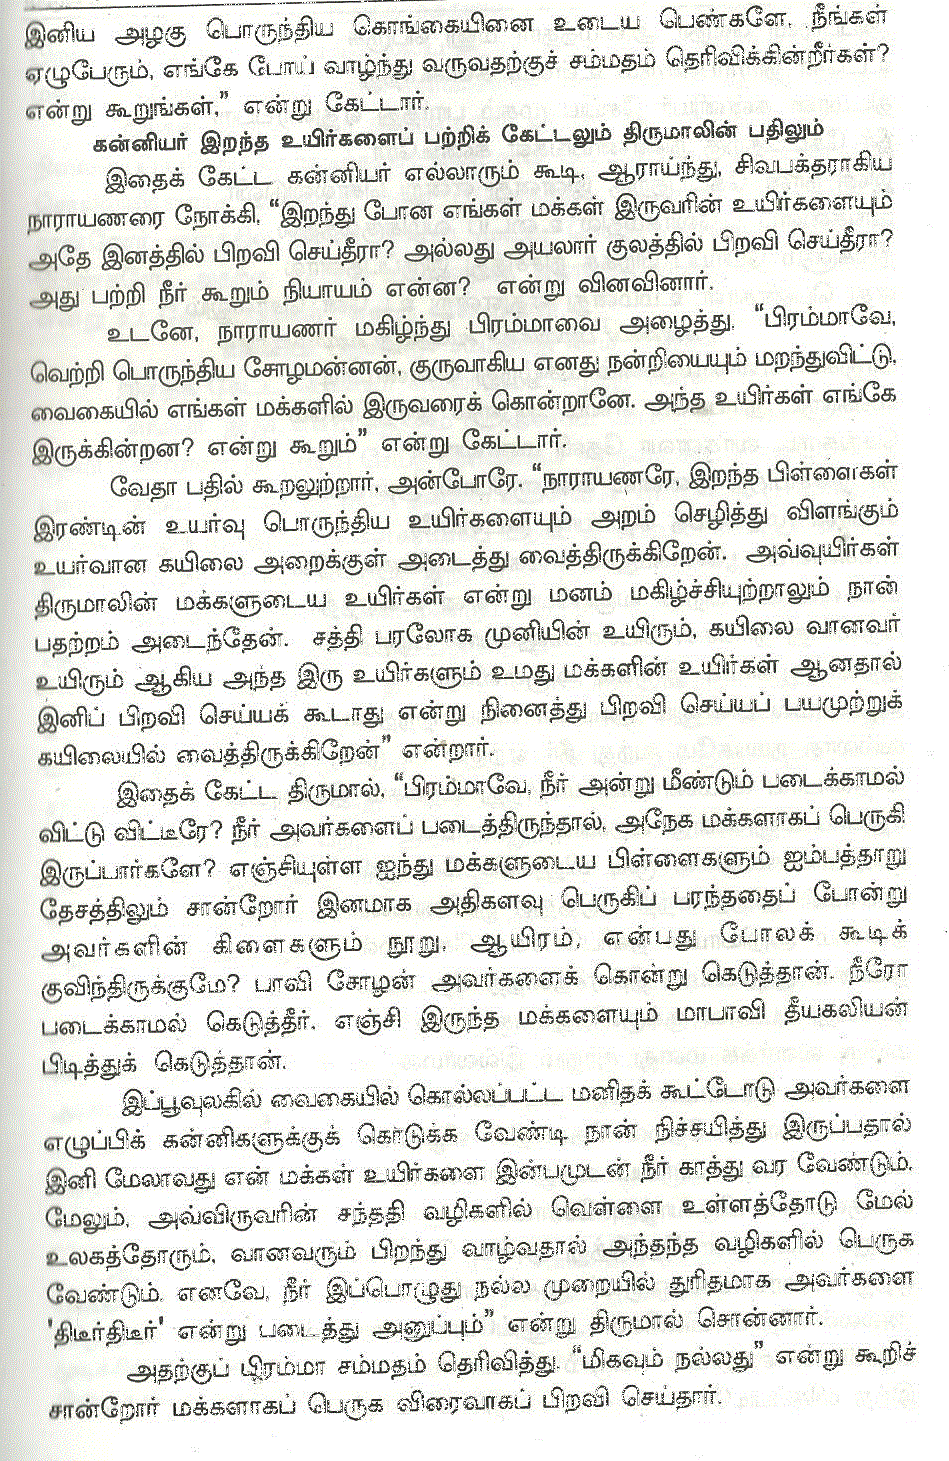 இனிய அழகு பொருந்திய கொங்கையினை உடைய பெண்களே, நீங்கள்
ஏழுபேரும், எங்கே போய் வாழ்ந்து வருவதற்குச் சம்மதம் தெரிவிக்கின்றீர்கள்?
என்று கூறுங்கள்,” என்று கேட்டார்.
கன்னியர் இறந்த உயிர்களைப் பற்றிக் கேட்டலும் திருமாலின் பதிலும்
இதைக் கேட்ட கன்னியர் எல்லாரும் கூடி, ஆராய்ந்து, சிவபக்தராகிய
நாராயணரை நோக்கி, “இறந்து போன எங்கள் மக்கள் இருவரின் உயிர்களையும்
அதே இனத்தில் பிறவி செய்தீரா? அல்லது அயலார் குலத்தில் பிறவி செய்தீரா?
அது பற்றி நீர் கூறும் நியாயம் என்ன? என்று வினவினார்.
உடனே, நாராயணர் மகிழ்ந்து பிரம்மாவை அழைத்து, “பிரம்மாவே,
வெற்றி பொருந்திய சோழமன்னன், குருவாகிய எனது நன்றியையும் மறந்துவிட்டு,
வைகையில் எங்கள் மக்களில் இருவரைக் கொன்றானே. அந்த உயிர்கள் எங்கே
இருக்கின்றன? என்று கூறும்” என்று கேட்டார்.
வேதா பதில் கூறலுற்றார், அன்போரே, “நாராயணரே, இறந்த பிள்ளைகள்
இரண்டின் உயர்வு பொருந்திய உயிர்களையும் அறம் செழித்து விளங்கும்
உயர்வான கயிலை அறைக்குள் அடைத்து வைத்திருக்கிறேன். அவ்வுயிர்கள்
திருமாலின் மக்களுடைய உயிர்கள் என்று மனம் மகிழ்ச்சியுற்றாலும் நான்
பதற்றம் அடைந்தேன். சத்தி பரலோக முனியின் உயிரும், கயிலை வானவர்
உயிரும் ஆகிய அந்த இரு உயிர்களும் உமது மக்களின் உயிர்கள் ஆனதால்
இனிப் பிறவி செய்யக் கூடாது என்று நினைத்து பிறவி செய்யப் பயமுற்றுக்
கயிலையில் வைத்திருக்கிறேன்” என்றார்.
இதைக் கேட்ட திருமால், “பிரம்மாவே, நீர் அன்று மீண்டும் படைக்காமல்
விட்டு விட்டீரே? நீர் அவர்களைப் படைத்திருந்தால், அநேக மக்களாகப் பெருகி
இருப்பார்களே? எஞ்சியுள்ள ஐந்து மக்களுடைய பிள்ளைகளும் ஐம்பத்தாறு
தேசத்திலும் சான்றோர் இனமாக அதிகளவு பெருகிப் பரந்ததைப் போன்று
அவர்களின் கிளைகளும் நூறு, ஆயிரம், என்பது போலக் கூடிக்
குவிந்திருக்குமே? பாவி சோழன் அவர்களைக் கொன்று கெடுத்தான். நீரோ
படைக்காமல் கெடுத்தீர். எஞ்சி இருந்த மக்களையும் மாபாவி தீயகலியன்
பிடித்துக் கெடுத்தான்.
இப்பூவுலகில் வைகையில் கொல்லப்பட்ட மனிதக் கூட்டோடு அவர்களை
எழுப்பிக் கன்னிகளுக்குக் கொடுக்க வேண்டி நான் நிச்சயித்து இருப்பதால்
இனி மேலாவது என் மக்கள் உயிர்களை இன்பமுடன் நீர் காத்து வர வேண்டும்.
மேலும், அவ்விருவரின் சந்ததி வழிகளில் வெள்ளை உள்ளத்தோடு மேல்
உலகத்தோரும், வானவரும் பிறந்து வாழ்வதால் அந்தந்த வழிகளில் பெருக
வேண்டும். எனவே, நீர் இப்பொழுது நல்ல முறையில் துரிதமாக அவர்களை
'திடீர்திடீர்' என்று படைத்து அனுப்பும்” என்று திருமால் சொன்னார்.
அதற்குப் பிரம்மா சம்மதம் தெரிவித்து, “மிகவும் நல்லது” என்று கூறிச்
சான்றோர் மக்களாகப் பெருக விரைவாகப் பிறவி செய்தார்.